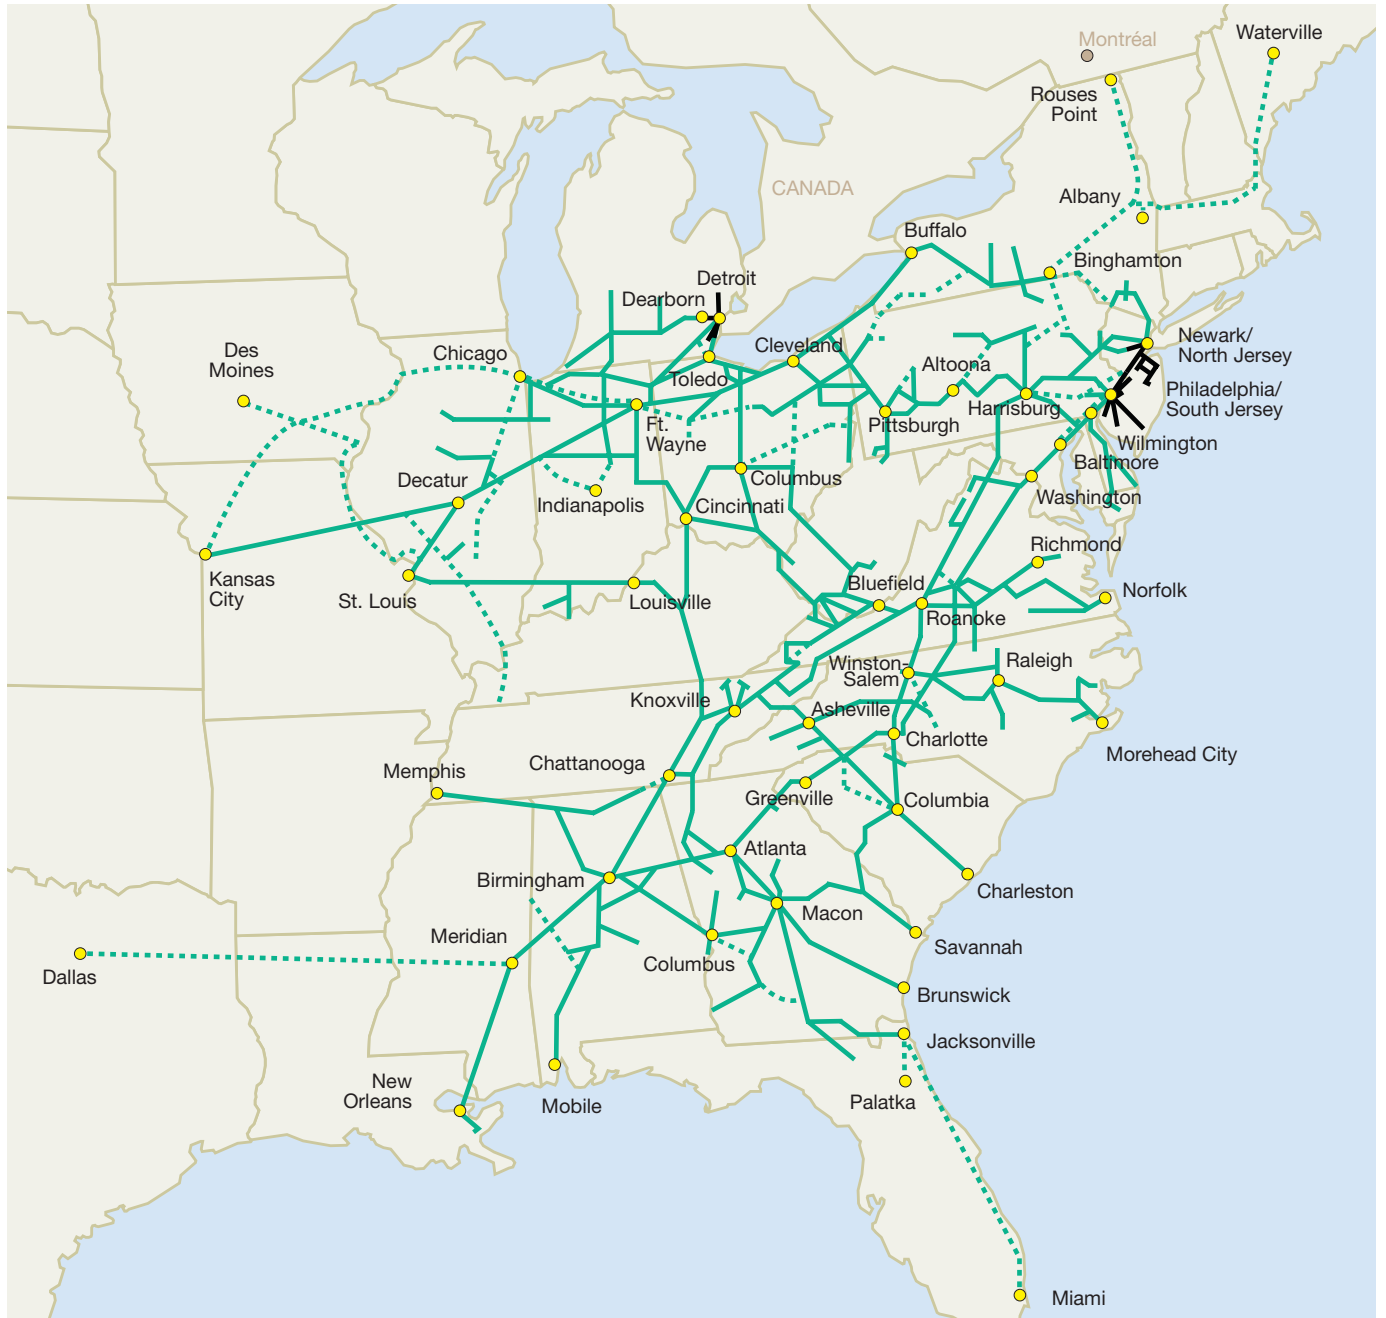 Waterville
Montréal
Rouses
Point
CANADA
Albany
Buffalo
Binghamton
Detroit
Dearborn
Newark/
North Jersey
Des
Moines
Chicago
Cleveland
Altoona
Toledo
Philadelphia/
South Jersey
Harrisburg
Pittsburgh
Ft.
Wayne
Wilmington
Baltimore
Decatur
Columbus
Washington
Indianapolis
Cincinnati
Richmond
Kansas
City
St. Louis
Louisville
Bluefield
Norfolk
Roanoke
Winston-
Salem
Raleigh
Knoxville
Asheville
Charlotte
Morehead City
Chattanooga
Memphis
Greenville
Columbia
Atlanta
Birmingham
Charleston
Macon
Meridian
Savannah
Columbus
Dallas
Brunswick
Jacksonville
New
Orleans
Mobile
Palatka
Miami